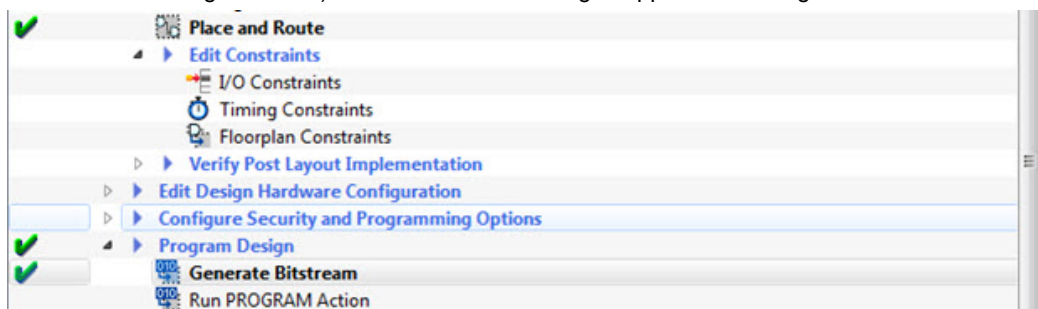 Place and Route
Edit Constraints
I/O Constraints
Timing Constraints
Floorplan Constraints
Verify Post Layout Implementation
Edit Design Hardware Configuration
Configure Security and Programming Options
Program Design
Generate Bitstream
Run PROGRAM Action